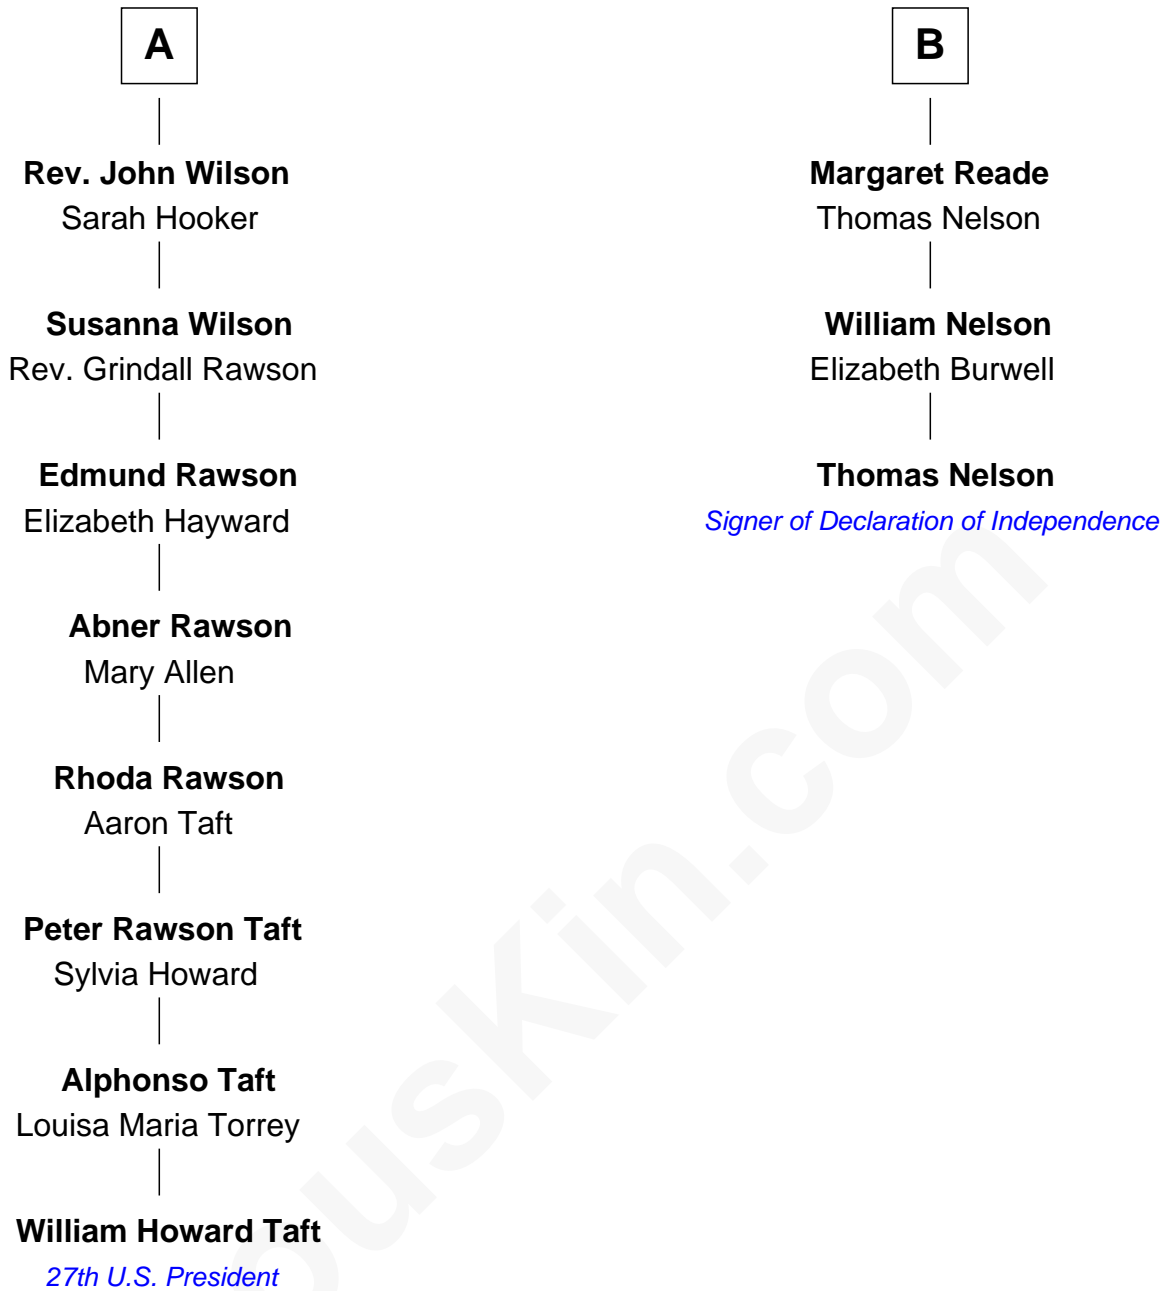 A
Rev. John Wilson
Sarah Hooker
Susanna Wilson
Rev. Grindall Rawson
Edmund Rawson
Elizabeth Hayward
Abner Rawson
Mary Allen
Rhoda Rawson
Aaron Taft
Peter Rawson Taft
Sylvia Howard
Alphonso Taft
Louisa Maria Torrey
William Howard Taft
27th U.S. President
B
Margaret Reade
Thomas Nelson
William Nelson
Elizabeth Burwell
Thomas Nelson
Signer of Declaration of Independence
ousKin.com